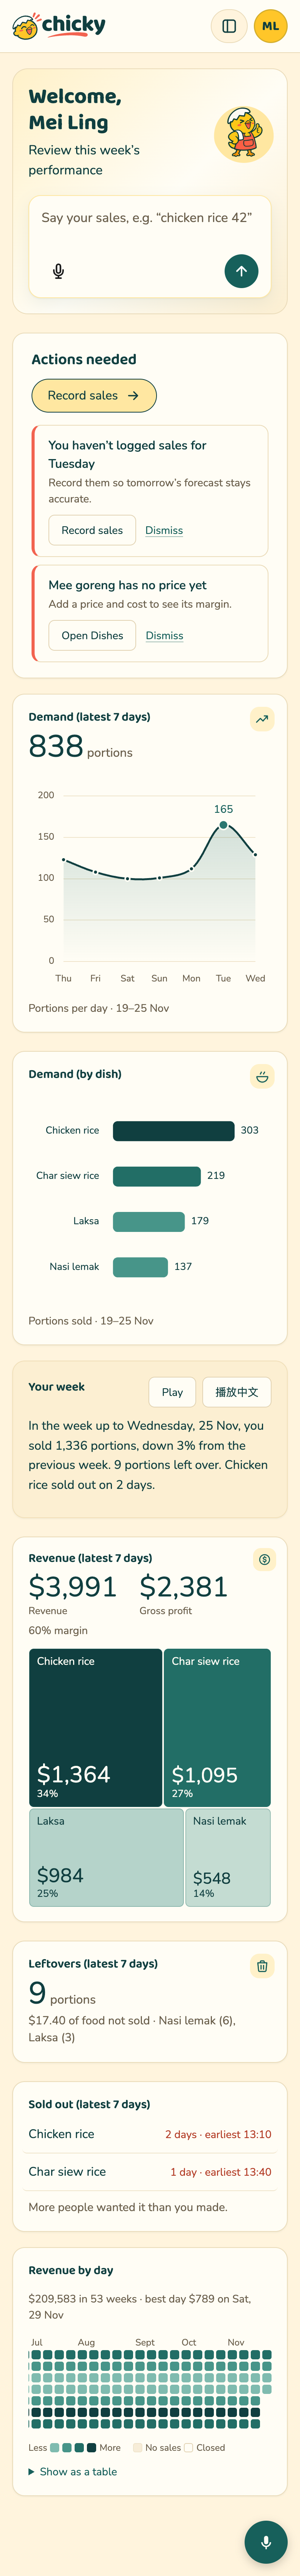 chicky
ML
Welcome,
Mei Ling
Review this week's
performance
Say your sales, e.g. “chicken rice 42”
Actions needed
Record sales →
You haven't logged sales for
Tuesday
Record them so tomorrow's forecast stays
accurate.
Record sales Dismiss
Mee goreng has no price yet
Add a price and cost to see its margin.
Open Dishes Dismiss
Demand (latest 7 days)
838 portions
165
200
150
100
50
0
Thu Fri Sat Sun Mon Tue Wed
Portions per day · 19–25 Nov
Demand (by dish)
Chicken rice 303
Char siew rice 219
Laksa 179
Nasi lemak 137
Portions sold · 19–25 Nov
Your week Play 播放中文
In the week up to Wednesday, 25 Nov, you
sold 1,336 portions, down 3% from the
previous week. 9 portions left over. Chicken
rice sold out on 2 days.
Revenue (latest 7 days)
$3,991 $2,381
Revenue Gross profit
60% margin
Chicken rice Char siew rice
$1,364 $1,095
34% 27%
Laksa Nasi lemak
$984 $548
25% 14%
Leftovers (latest 7 days)
9 portions
$17.40 of food not sold · Nasi lemak (6),
Laksa (3)
Sold out (latest 7 days)
Chicken rice 2 days · earliest 13:10
Char siew rice 1 day · earliest 13:40
More people wanted it than you made.
Revenue by day
$209,583 in 53 weeks · best day $789 on Sat,
29 Nov
Jul Aug Sept Oct Nov
Less More No sales Closed
Show as a table